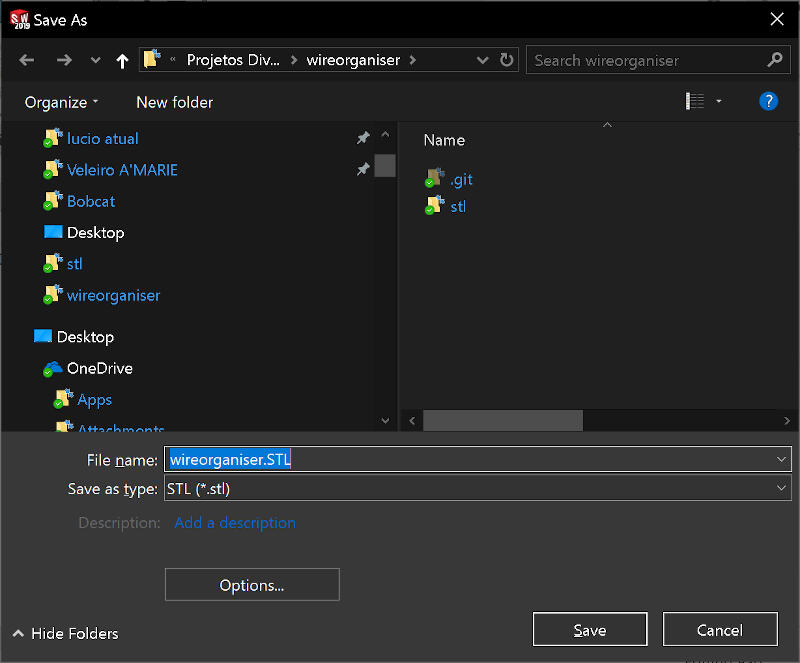 SW 2019 Save As
« Projetos Div... > wireorganiser > Search wireorganiser
Organize New folder ?
Name
lucio atual
Veleiro A'MARIE
Bobcat
Desktop
stl
wireorganiser
Desktop
OneDrive
Apps
Attachments
.git
stl
File name: wireorganiser.STL
Save as type: STL (*.stl)
Description: Add a description
Options...
Hide Folders
Save Cancel